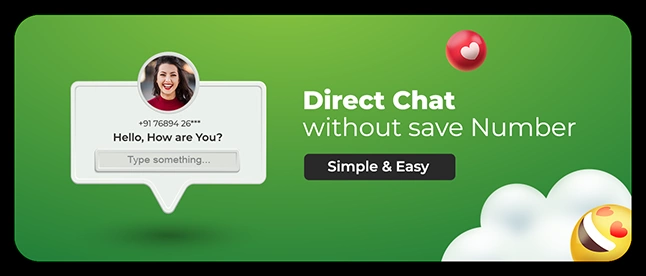 +91 76894 26***
Hello, How are You?
Type something...
Direct Chat
without save Number
Simple & Easy